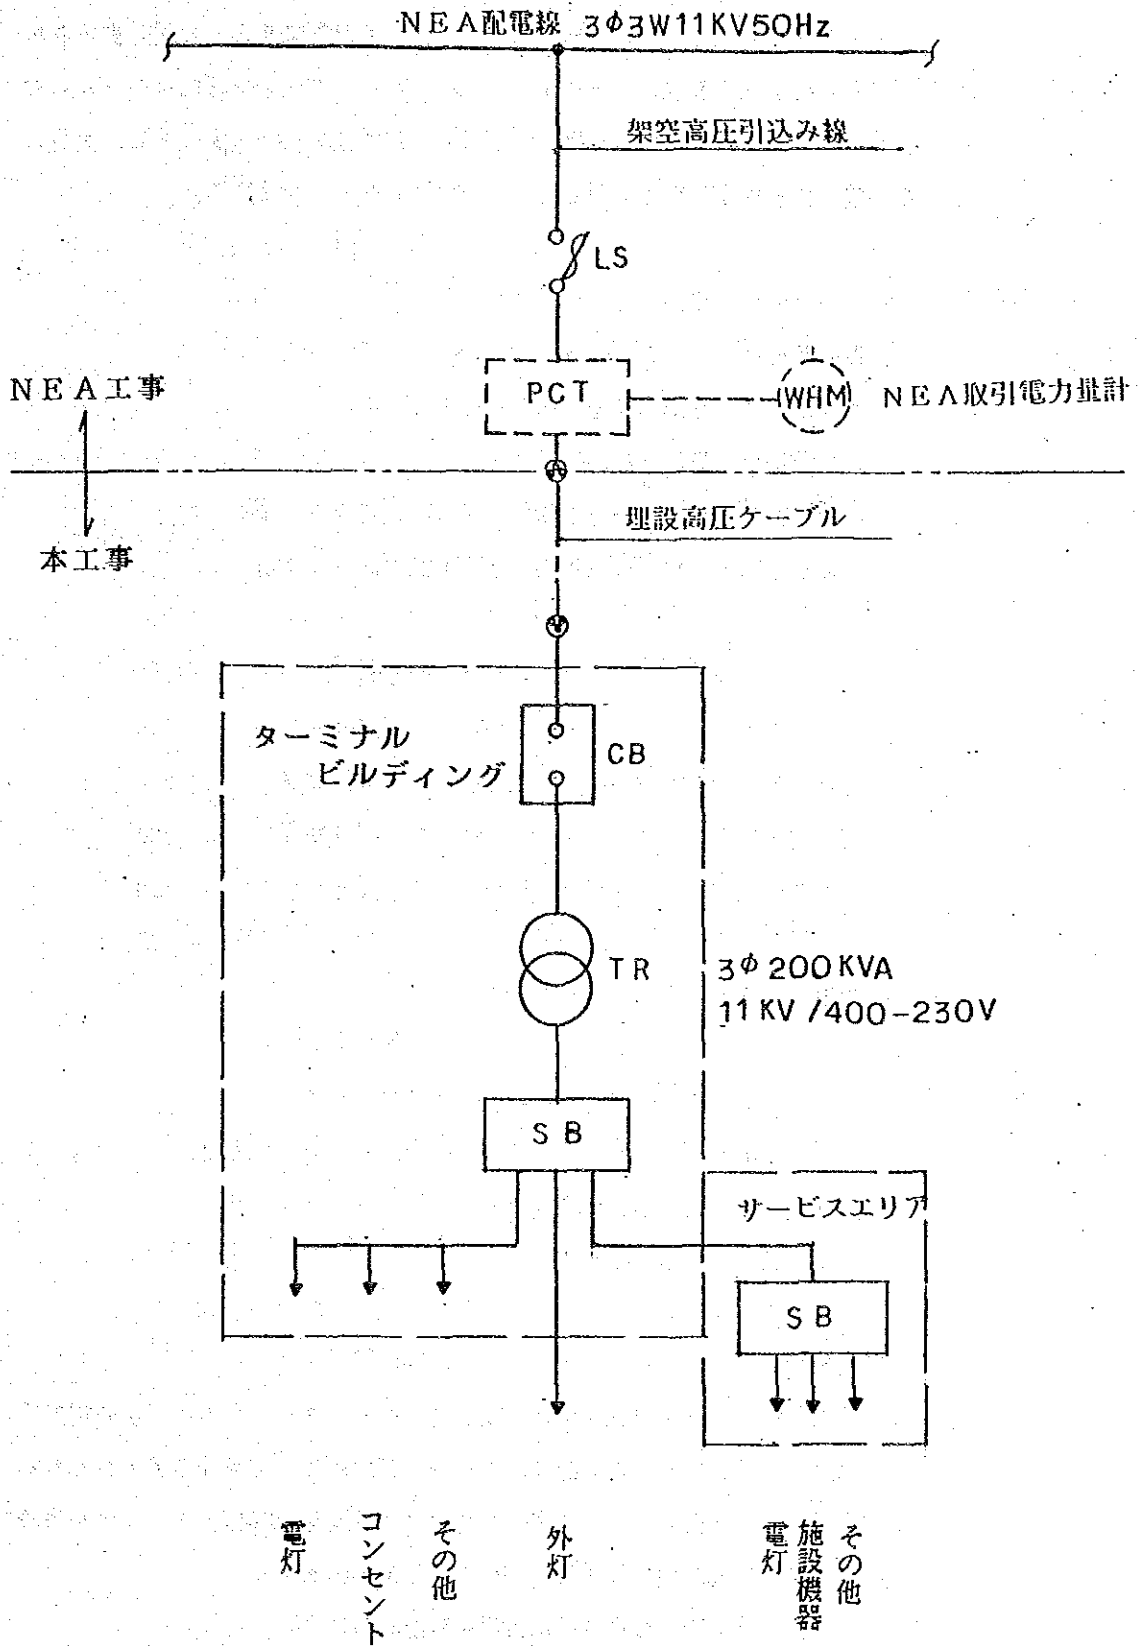 NEA配電線 3φ3W11KV50Hz
架空高圧引込み線
LS
PCT
WHM
NEA取引電力量計
NEA工事
本工事
埋設高圧ケーブル
ターミナル
ビルディング
CB
TR
3φ200KVA
11KV/400-230V
SB
サービスエリア
SB
電灯
コンセント
その他
外灯
電灯
施設機器
その他